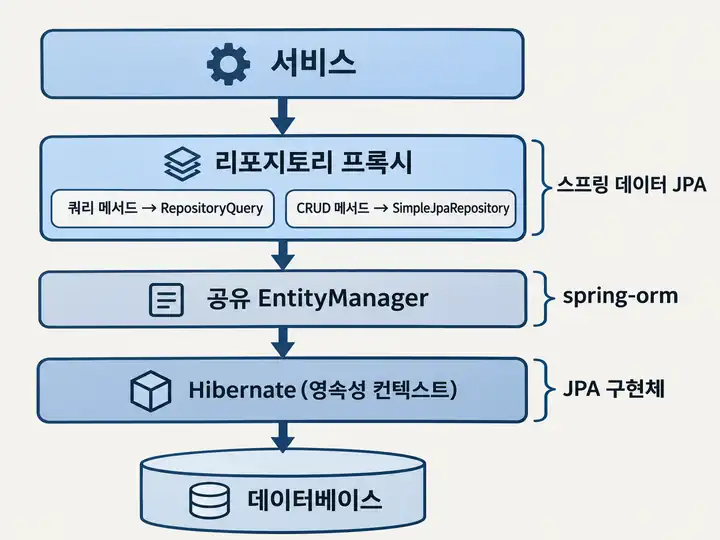 서비스
리포지토리 프록시
쿼리 메서드 → RepositoryQuery
CRUD 메서드 → SimpleJpaRepository
스프링 데이터 JPA
공유 EntityManager
spring-orm
Hibernate (영속성 컨텍스트)
JPA 구현체
데이터베이스